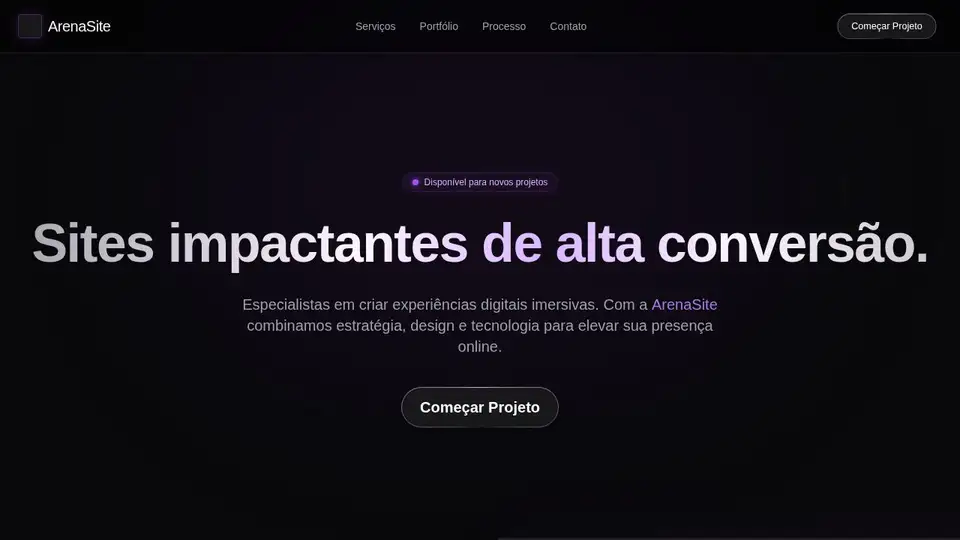 ArenaSite
Serviços
Portfólio
Processo
Contato
Começar Projeto
Disponível para novos projetos
Sites impactantes de alta conversão.
Especialistas em criar experiências digitais imersivas. Com a ArenaSite
combinamos estratégia, design e tecnologia para elevar sua presença
online.
Começar Projeto